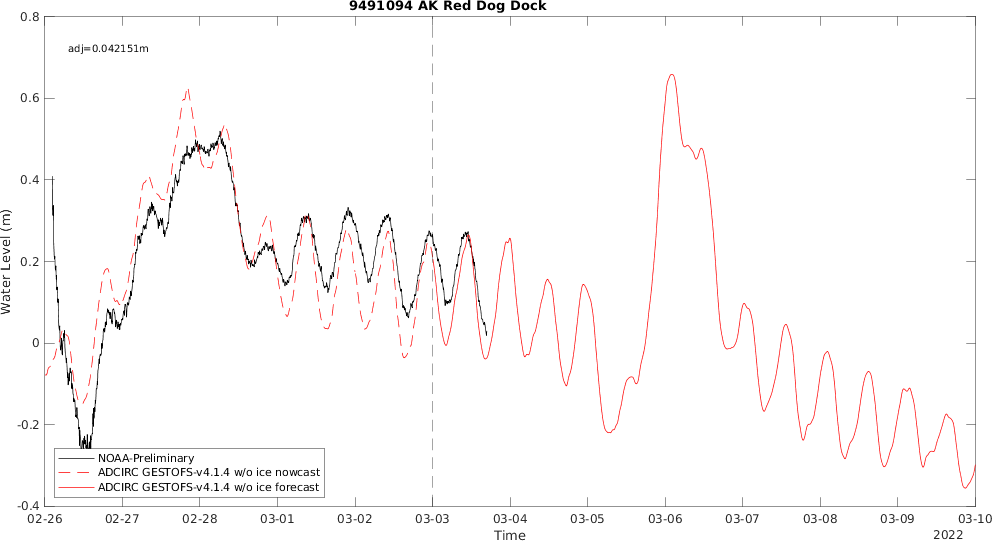 9491094 AK Red Dog Dock
adj=0.042151m
0.8
0.6
0.4
0.2
0
-0.2
-0.4
Water Level (m)
NOAA-Preliminary
ADCIRC GESTOFS-v4.1.4 w/o ice nowcast
ADCIRC GESTOFS-v4.1.4 w/o ice forecast
02-26 02-27 02-28 03-01 03-02 03-03 03-04 03-05 03-06 03-07 03-08 03-09 03-10
Time
2022